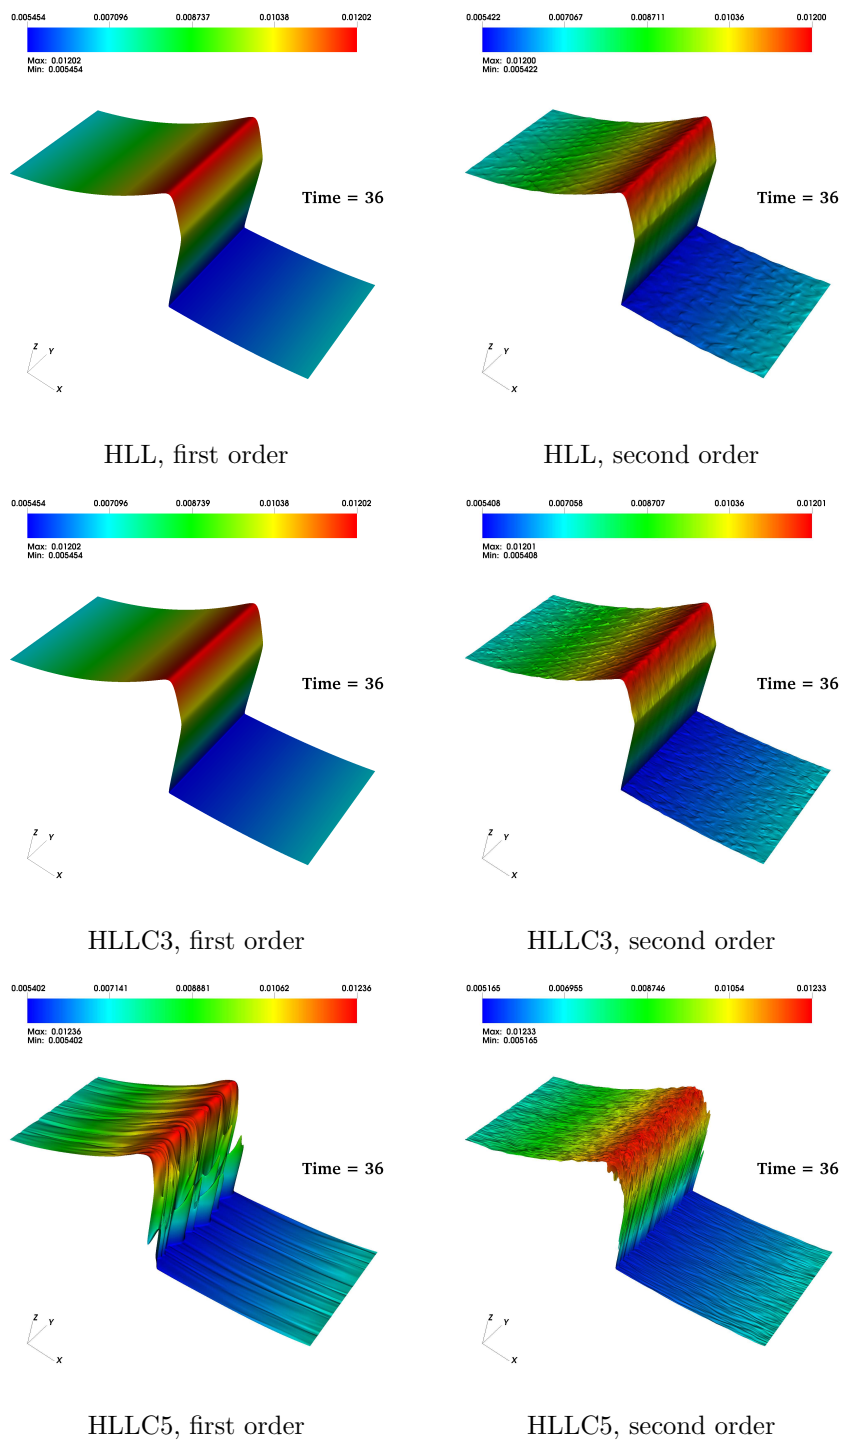 0.005454 0.007096 0.008737 0.01038 0.01202
Max: 0.01202
Min: 0.005454
Time = 36
Z
Y
X
HLL, first order
0.005422 0.007067 0.008711 0.01036 0.01200
Max: 0.01200
Min: 0.005422
Time = 36
Z
Y
X
HLL, second order
0.005454 0.007096 0.008739 0.01038 0.01202
Max: 0.01202
Min: 0.005454
Time = 36
Z
Y
X
HLLC3, first order
0.005408 0.007058 0.008707 0.01036 0.01201
Max: 0.01201
Min: 0.005408
Time = 36
Z
Y
X
HLLC3, second order
0.005402 0.007141 0.008881 0.01062 0.01236
Max: 0.01236
Min: 0.005402
Time = 36
Z
Y
X
HLLC5, first order
0.005165 0.006955 0.008746 0.01054 0.01233
Max: 0.01233
Min: 0.005165
Time = 36
Z
Y
X
HLLC5, second order